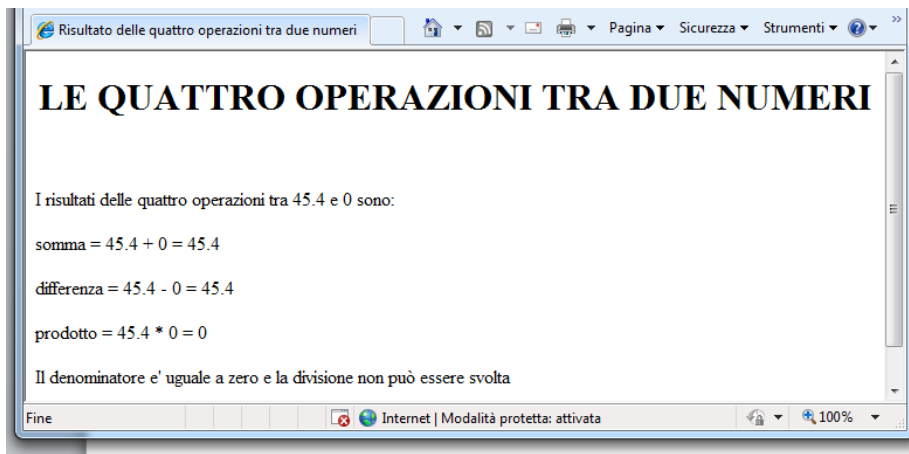 Risultato delle quattro operazioni tra due numeri
Pagina Sicurezza Strumenti
LE QUATTRO OPERAZIONI TRA DUE NUMERI
I risultati delle quattro operazioni tra 45.4 e 0 sono:
somma = 45.4 + 0 = 45.4
differenza = 45.4 - 0 = 45.4
prodotto = 45.4 * 0 = 0
Il denominatore e' uguale a zero e la divisione non può essere svolta
Fine
Internet | Modalità protetta: attivata
100%